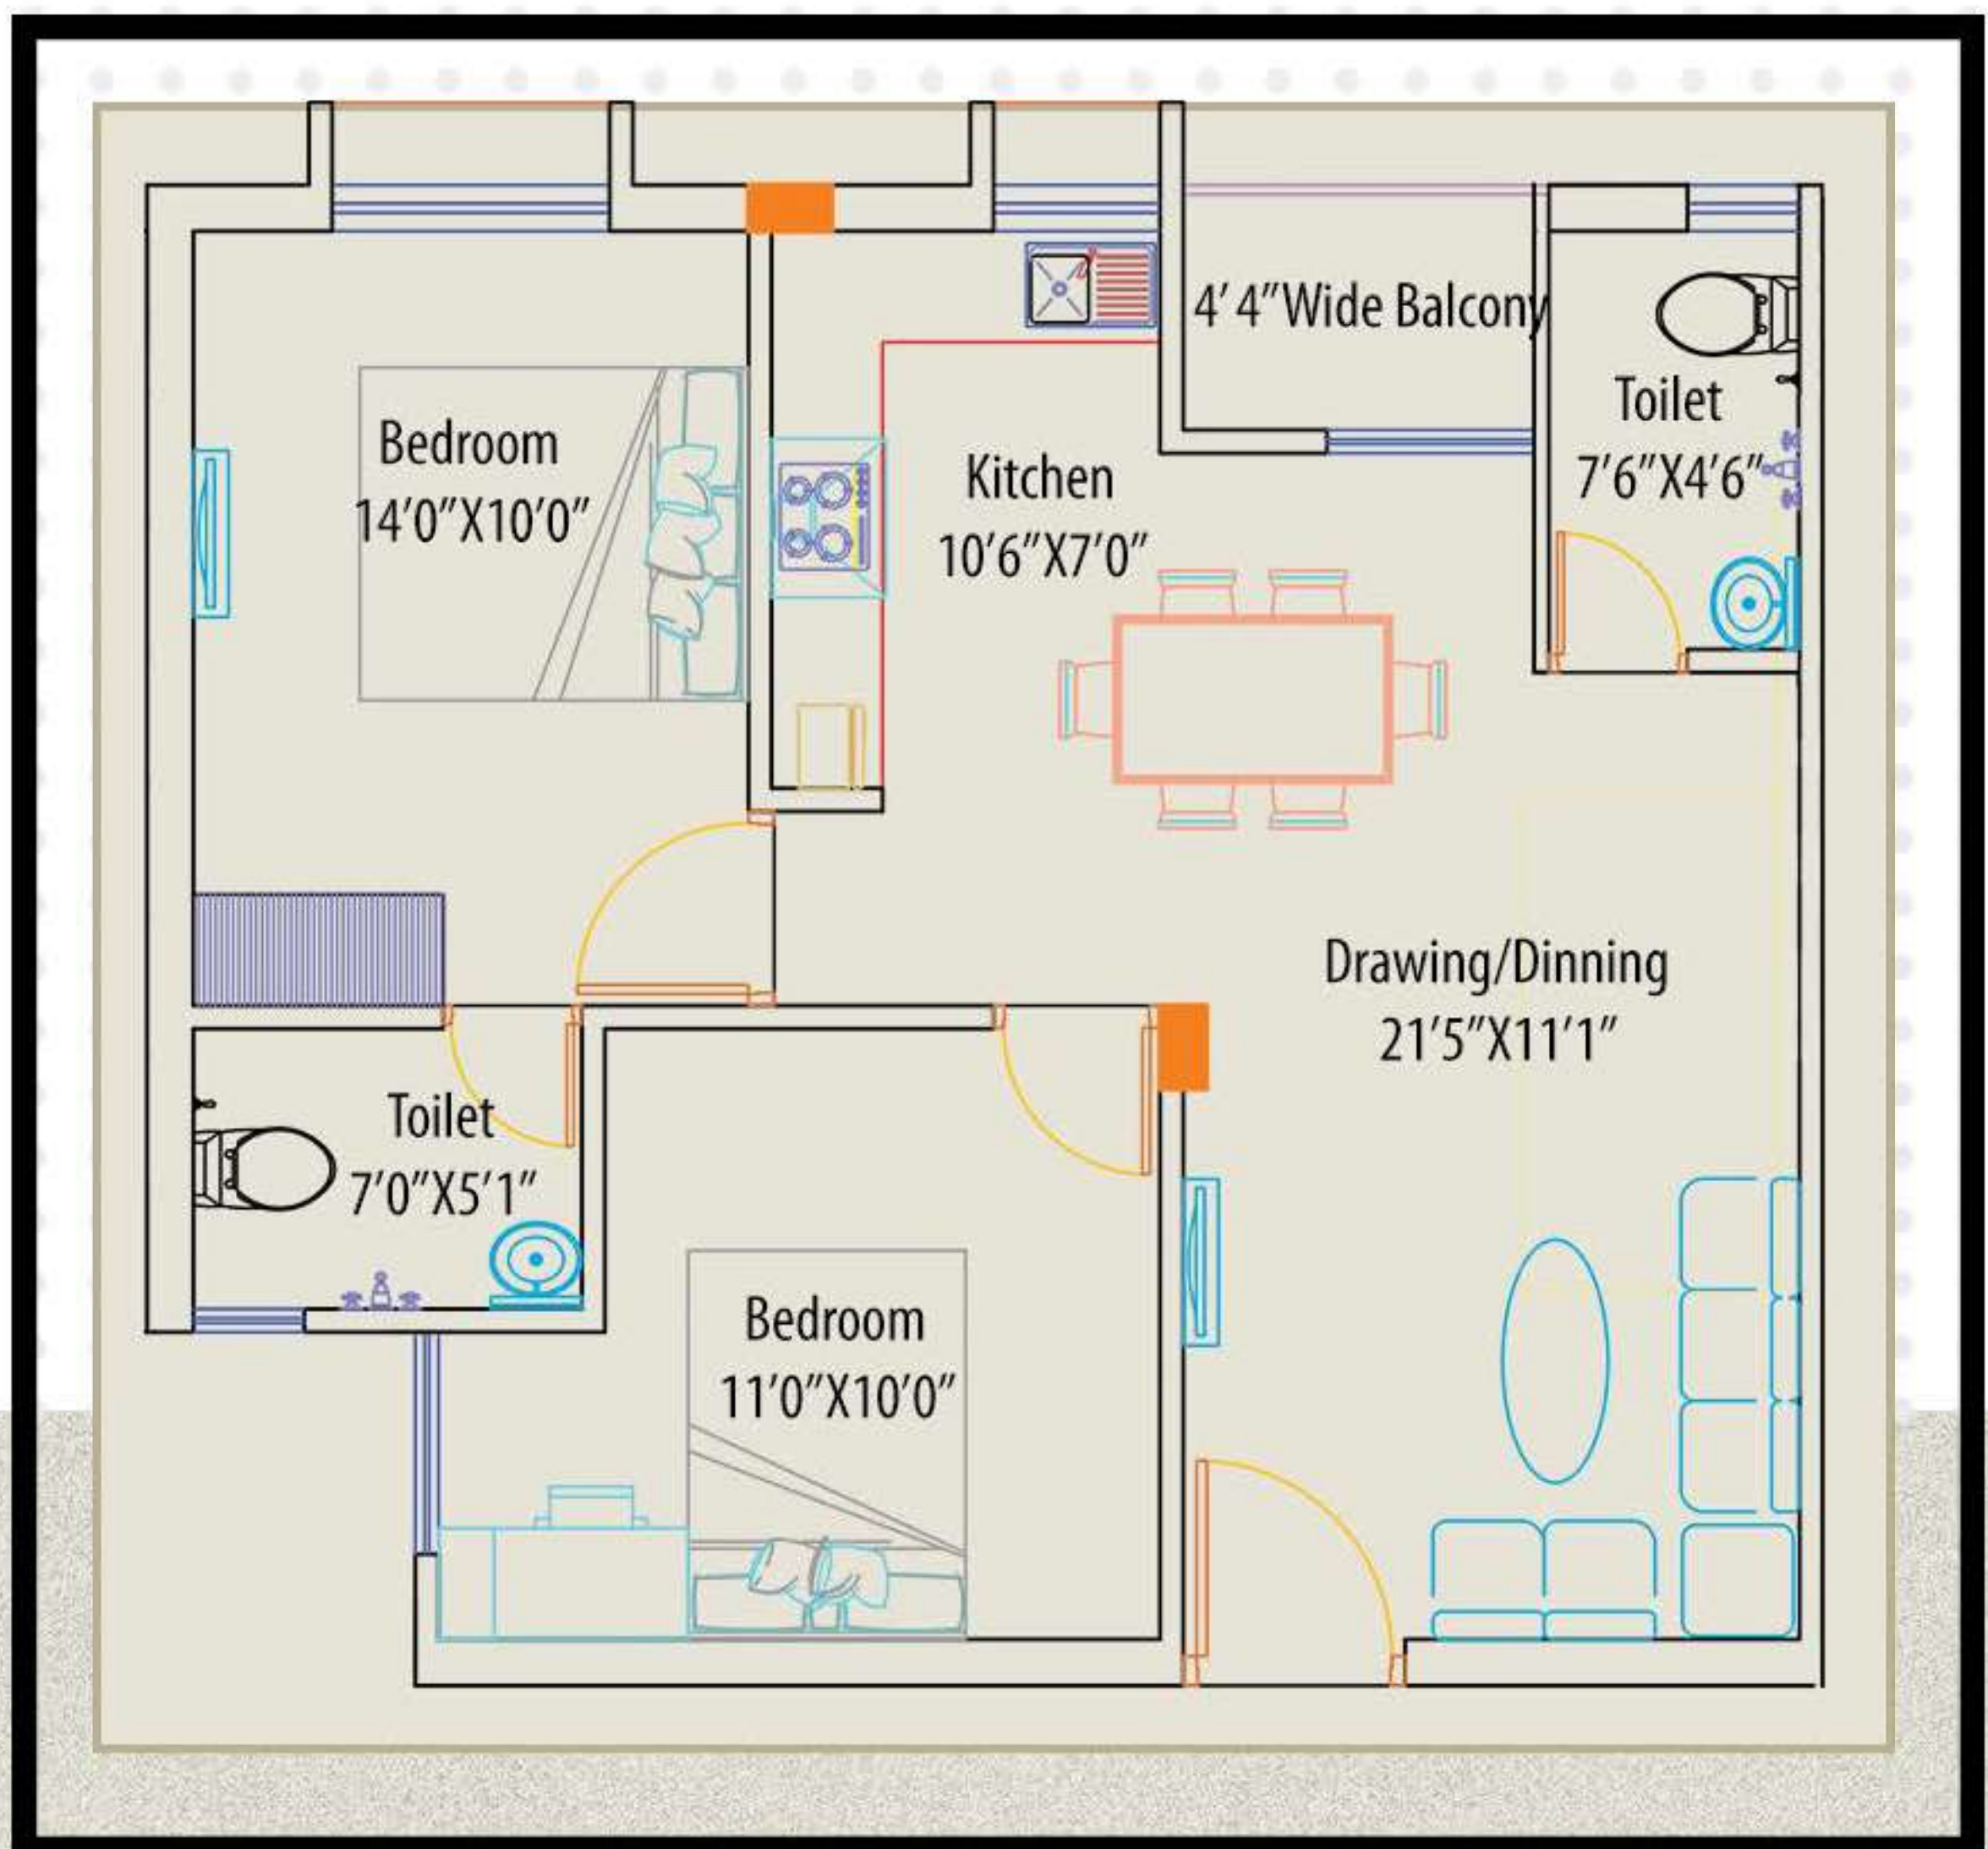 4'4"Wide Balcony
Toilet
7'6"X4'6"
Bedroom
14'0"X10'0"
Kitchen
10'6"X7'0"
Drawing/Dinning
21'5"X11'1"
Toilet
7'0"X5'1"
Bedroom
11'0"X10'0"